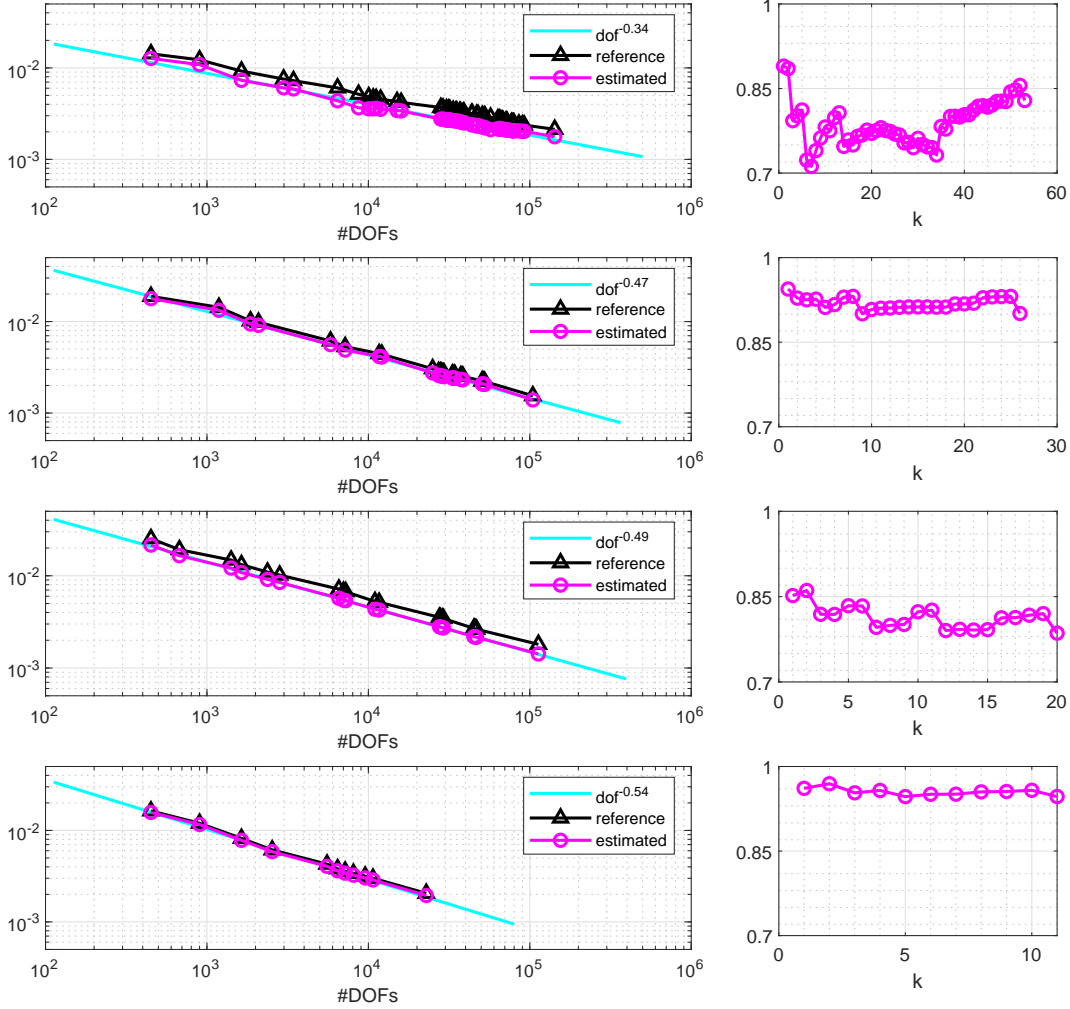 10^-2
10^-3
10^2
10^3
10^4
10^5
10^6
#DOFs
dof^-0.34
reference
estimated
1
0.85
0.7
0
20
40
60
k
10^-2
10^-3
10^2
10^3
10^4
10^5
10^6
#DOFs
dof^-0.47
reference
estimated
1
0.85
0.7
0
10
20
30
k
10^-2
10^-3
10^2
10^3
10^4
10^5
10^6
#DOFs
dof^-0.49
reference
estimated
1
0.85
0.7
0
5
10
15
20
k
10^-2
10^-3
10^2
10^3
10^4
10^5
10^6
#DOFs
dof^-0.54
reference
estimated
1
0.85
0.7
0
5
10
k